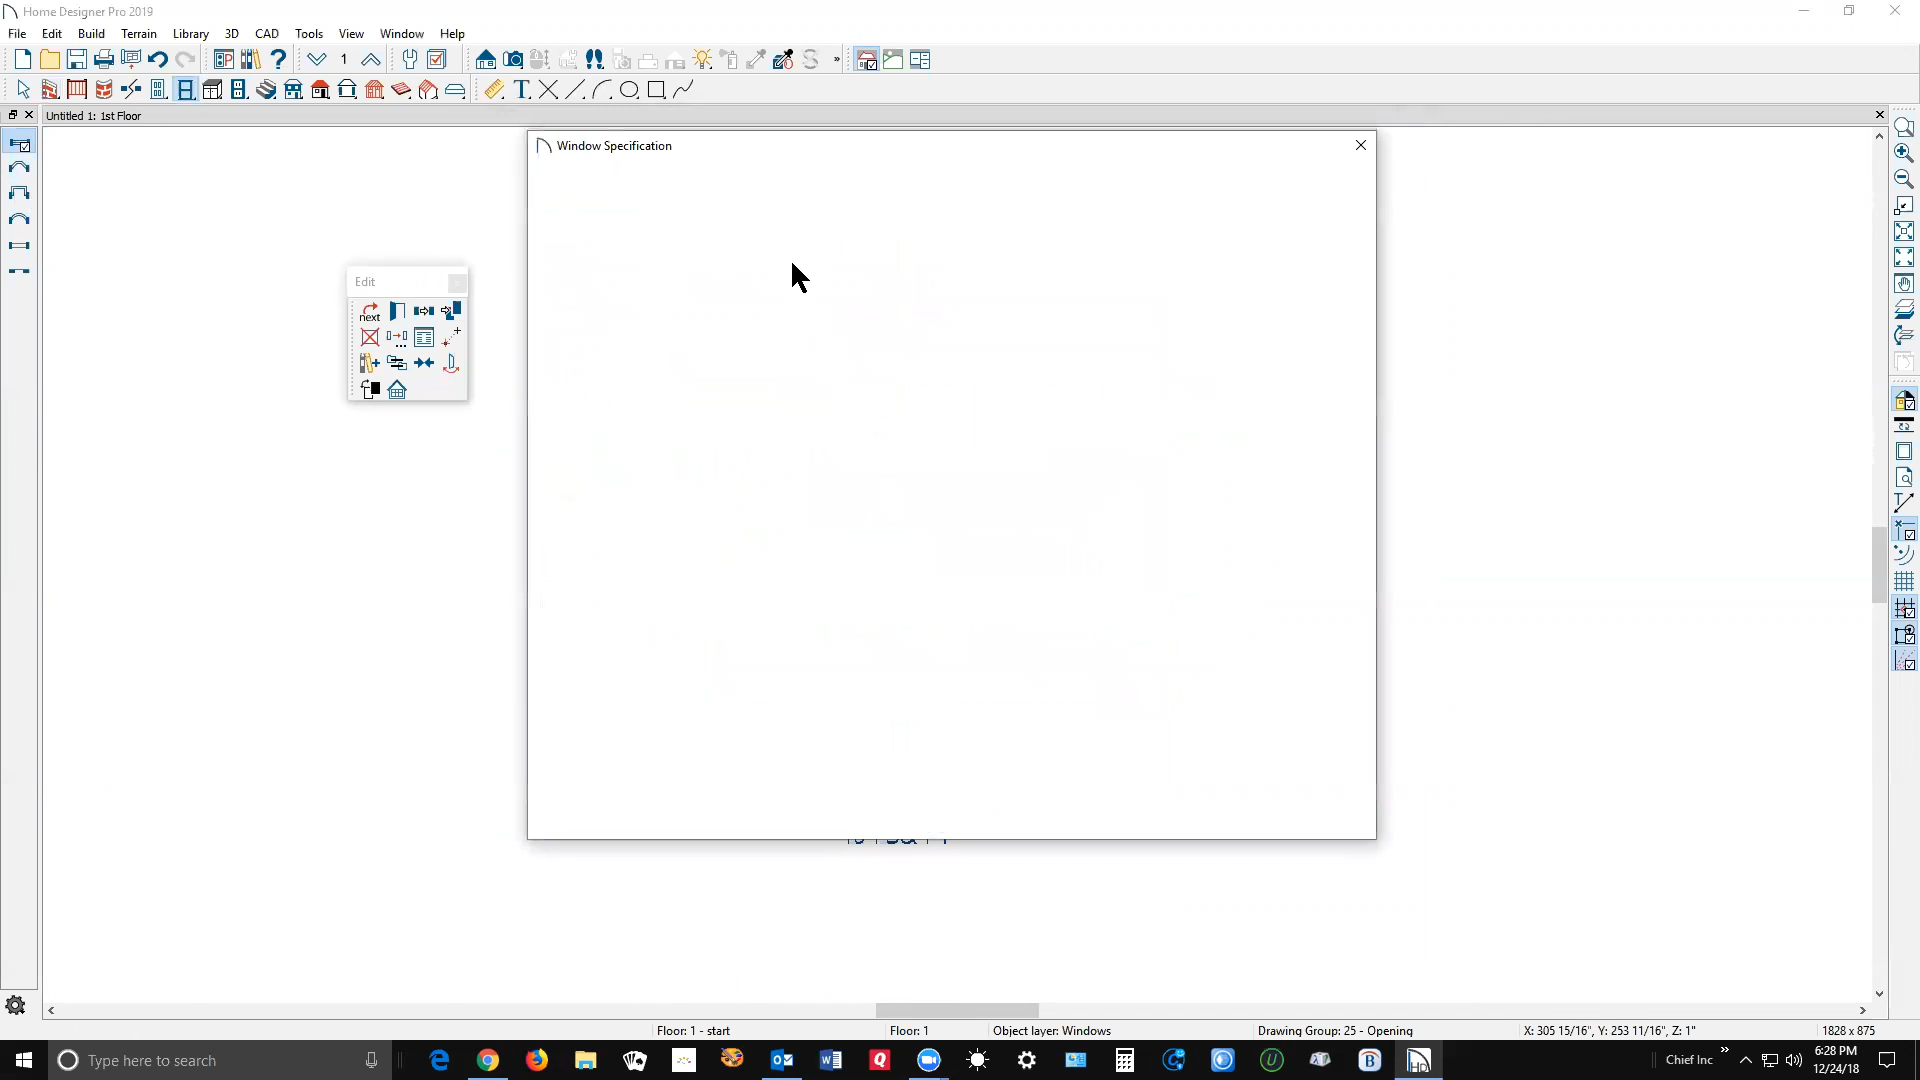 Home Designer Pro 2019
File Edit Build Terrain Library 3D CAD Tools View Window Help
1
Untitled 1: 1st Floor
Window Specification
Edit
next
Floor: 1 - start Floor: 1 Object layer: Windows Drawing Group: 25 - Opening X: 305 15/16", Y: 253 11/16", Z: 1" 1828 x 875
Type here to search
Chief Inc
6:28 PM
12/24/18